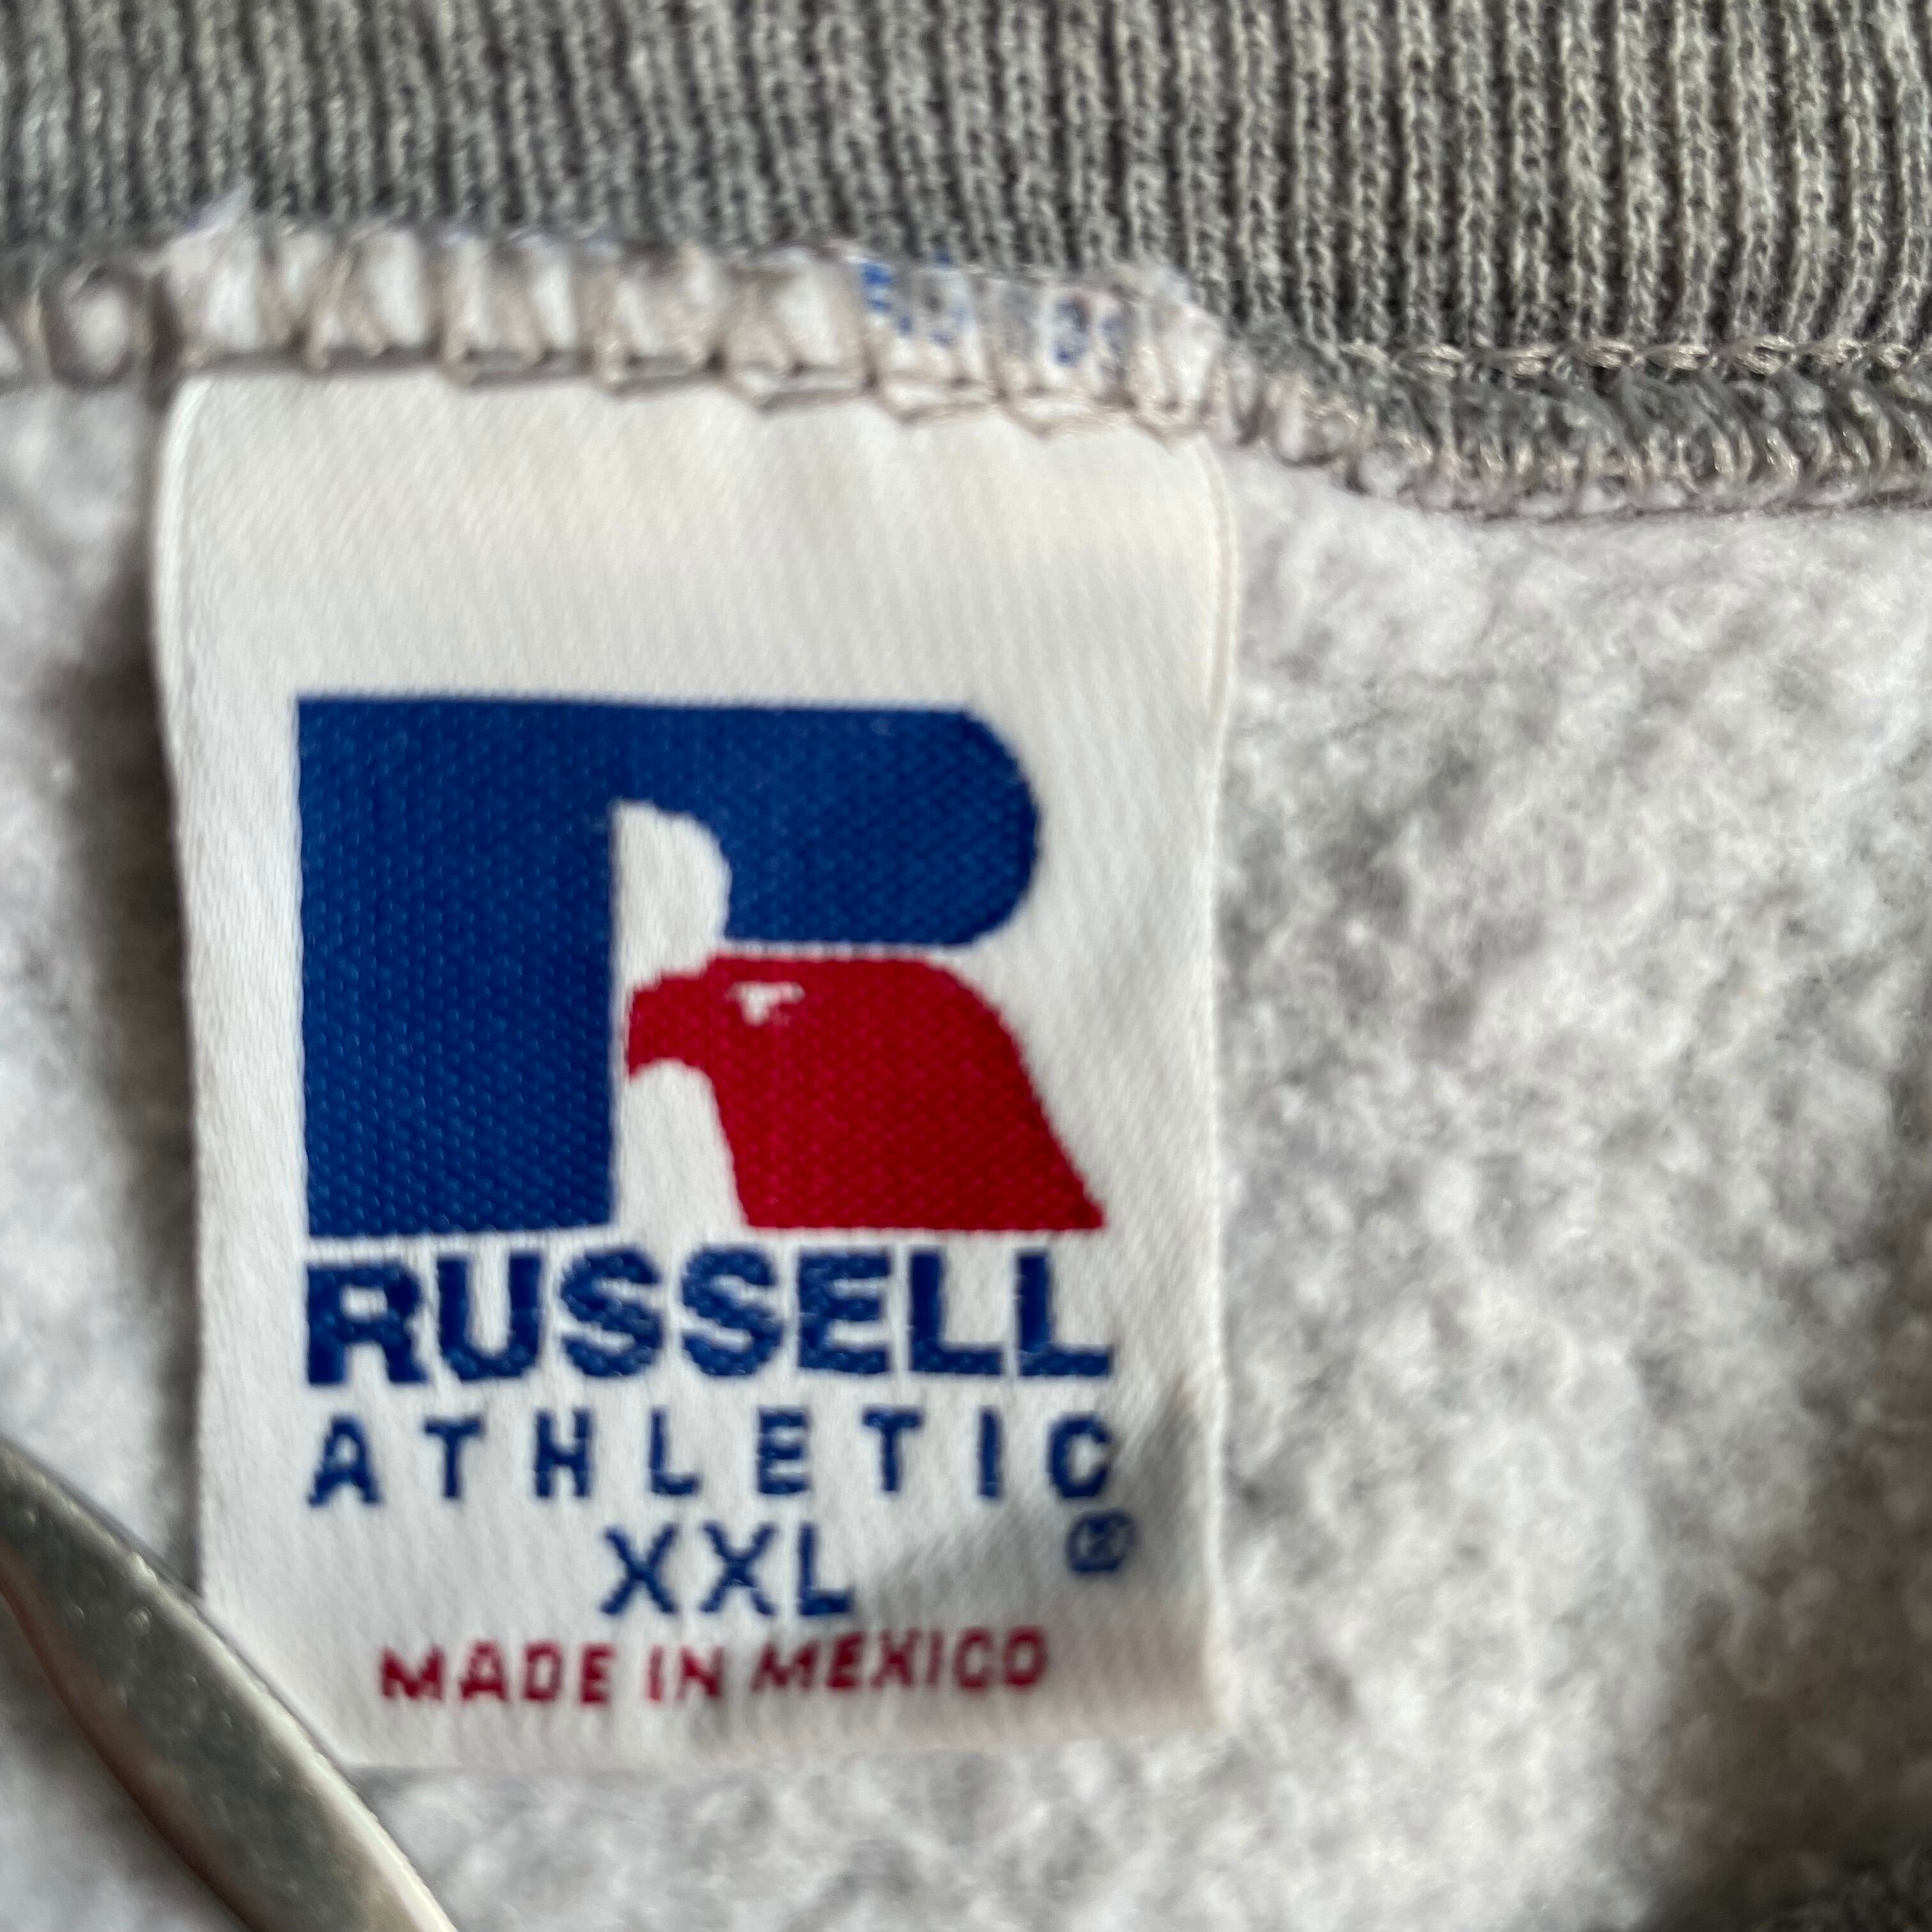 RUSSELL
ATHLETIC
XXL ®
MADE IN MEXICO